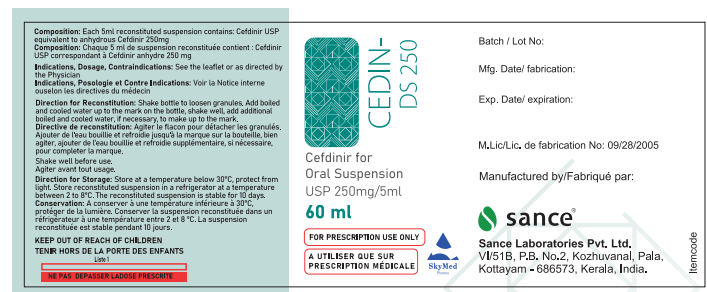 Composition: Each 5ml reconstituted suspension contains: Cefdinir USP
equivalent to anhydrous Cefdinir 250mg
Composition: Chaque 5 ml de suspension reconstituée contient : Cefdinir
USP correspondant à Cefdinir anhydre 250 mg
Indications, Dosage, Contraindications: See the leaflet or as directed by
the Physician
Indications, Posologie et Contre Indications: Voir la Notice interne
ouselon les directives du médecin
Direction for Reconstitution: Shake bottle to loosen granules, Add boiled
and cooled water up to the mark on the bottle, shake well, add additional
boiled and cooled water, if necessary, to make up to the mark.
Directive de reconstitution: Agiter le flacon pour détacher les granulés.
Ajouter de l'eau bouillie et refroidie jusqu'à la marque sur la bouteille, bien
agiter, ajouter de l'eau bouillie et refroidie supplémentaire, si nécessaire,
pour completer la marque.
Shake well before use.
Agiter avant tout usage.
Direction for Storage: Store at a temperature below 30°C, protect from
light. Store reconstituted suspension in a refrigerator at a temperature
between 2 to 8°C. The reconstituted suspension is stable for 10 days.
Conservation: A conserver à une température inférieure à 30°C,
protéger de la lumière. Conserver la suspension reconstituée dans un
réfrigérateur à une température entre 2 et 8 °C. La suspension
reconstituée est stable pendant 10 jours.
KEEP OUT OF REACH OF CHILDREN
TENIR HORS DE LA PORTE DES ENFANTS
Liste 1
NE PAS DEPASSER LADOSE PRESCRITE
CEDIN-
DS 250
Cefdinir for
Oral Suspension
USP 250mg/5ml
60 ml
FOR PRESCRIPTION USE ONLY
A UTILISER QUE SUR
PRESCRIPTION MÉDICALE
SkyMed
Pharma
Batch / Lot No:
Mfg. Date/ fabrication:
Exp. Date/ expiration:
M.Lic/Lic. de fabrication No: 09/28/2005
Manufactured by/Fabriqué par:
sance®
Sance Laboratories Pvt. Ltd.
VI/51B, P.B. No.2, Kozhuvanal, Pala,
Kottayam - 686573, Kerala, India.
Itemcode